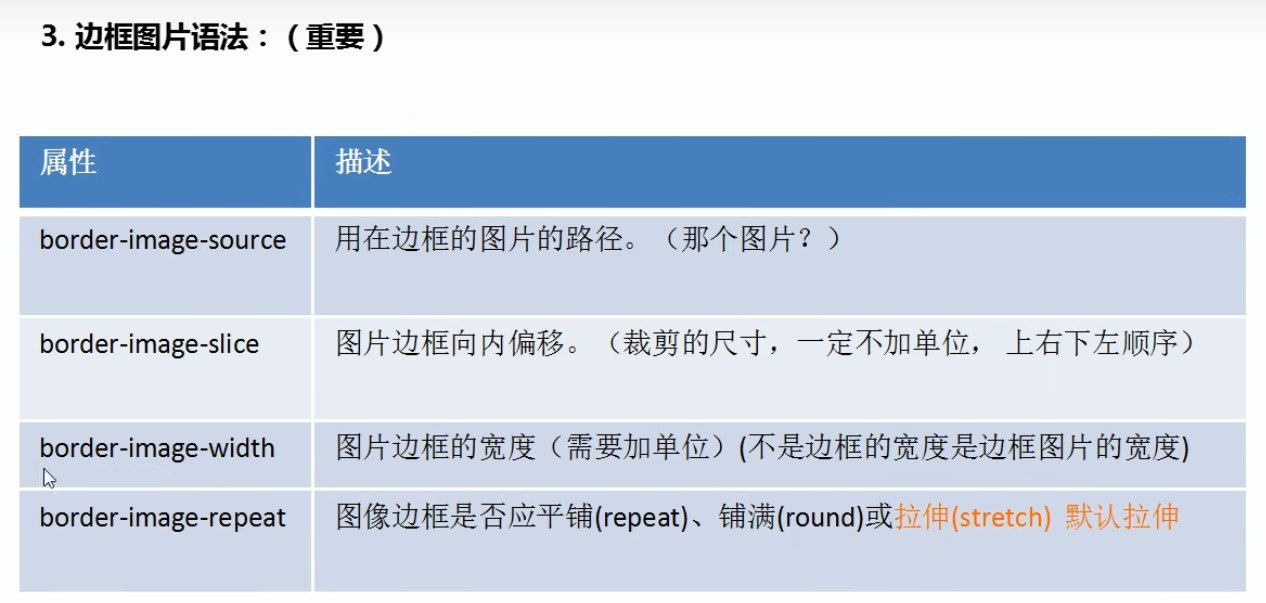 3. 边框图片语法：（重要）
属性 描述
border-image-source 用在边框的图片的路径。（那个图片？）
border-image-slice 图片边框向内偏移。（裁剪的尺寸，一定不加单位， 上右下左顺序）
border-image-width 图片边框的宽度（需要加单位）(不是边框的宽度是边框图片的宽度)
border-image-repeat 图像边框是否应平铺(repeat)、铺满(round)或拉伸(stretch) 默认拉伸